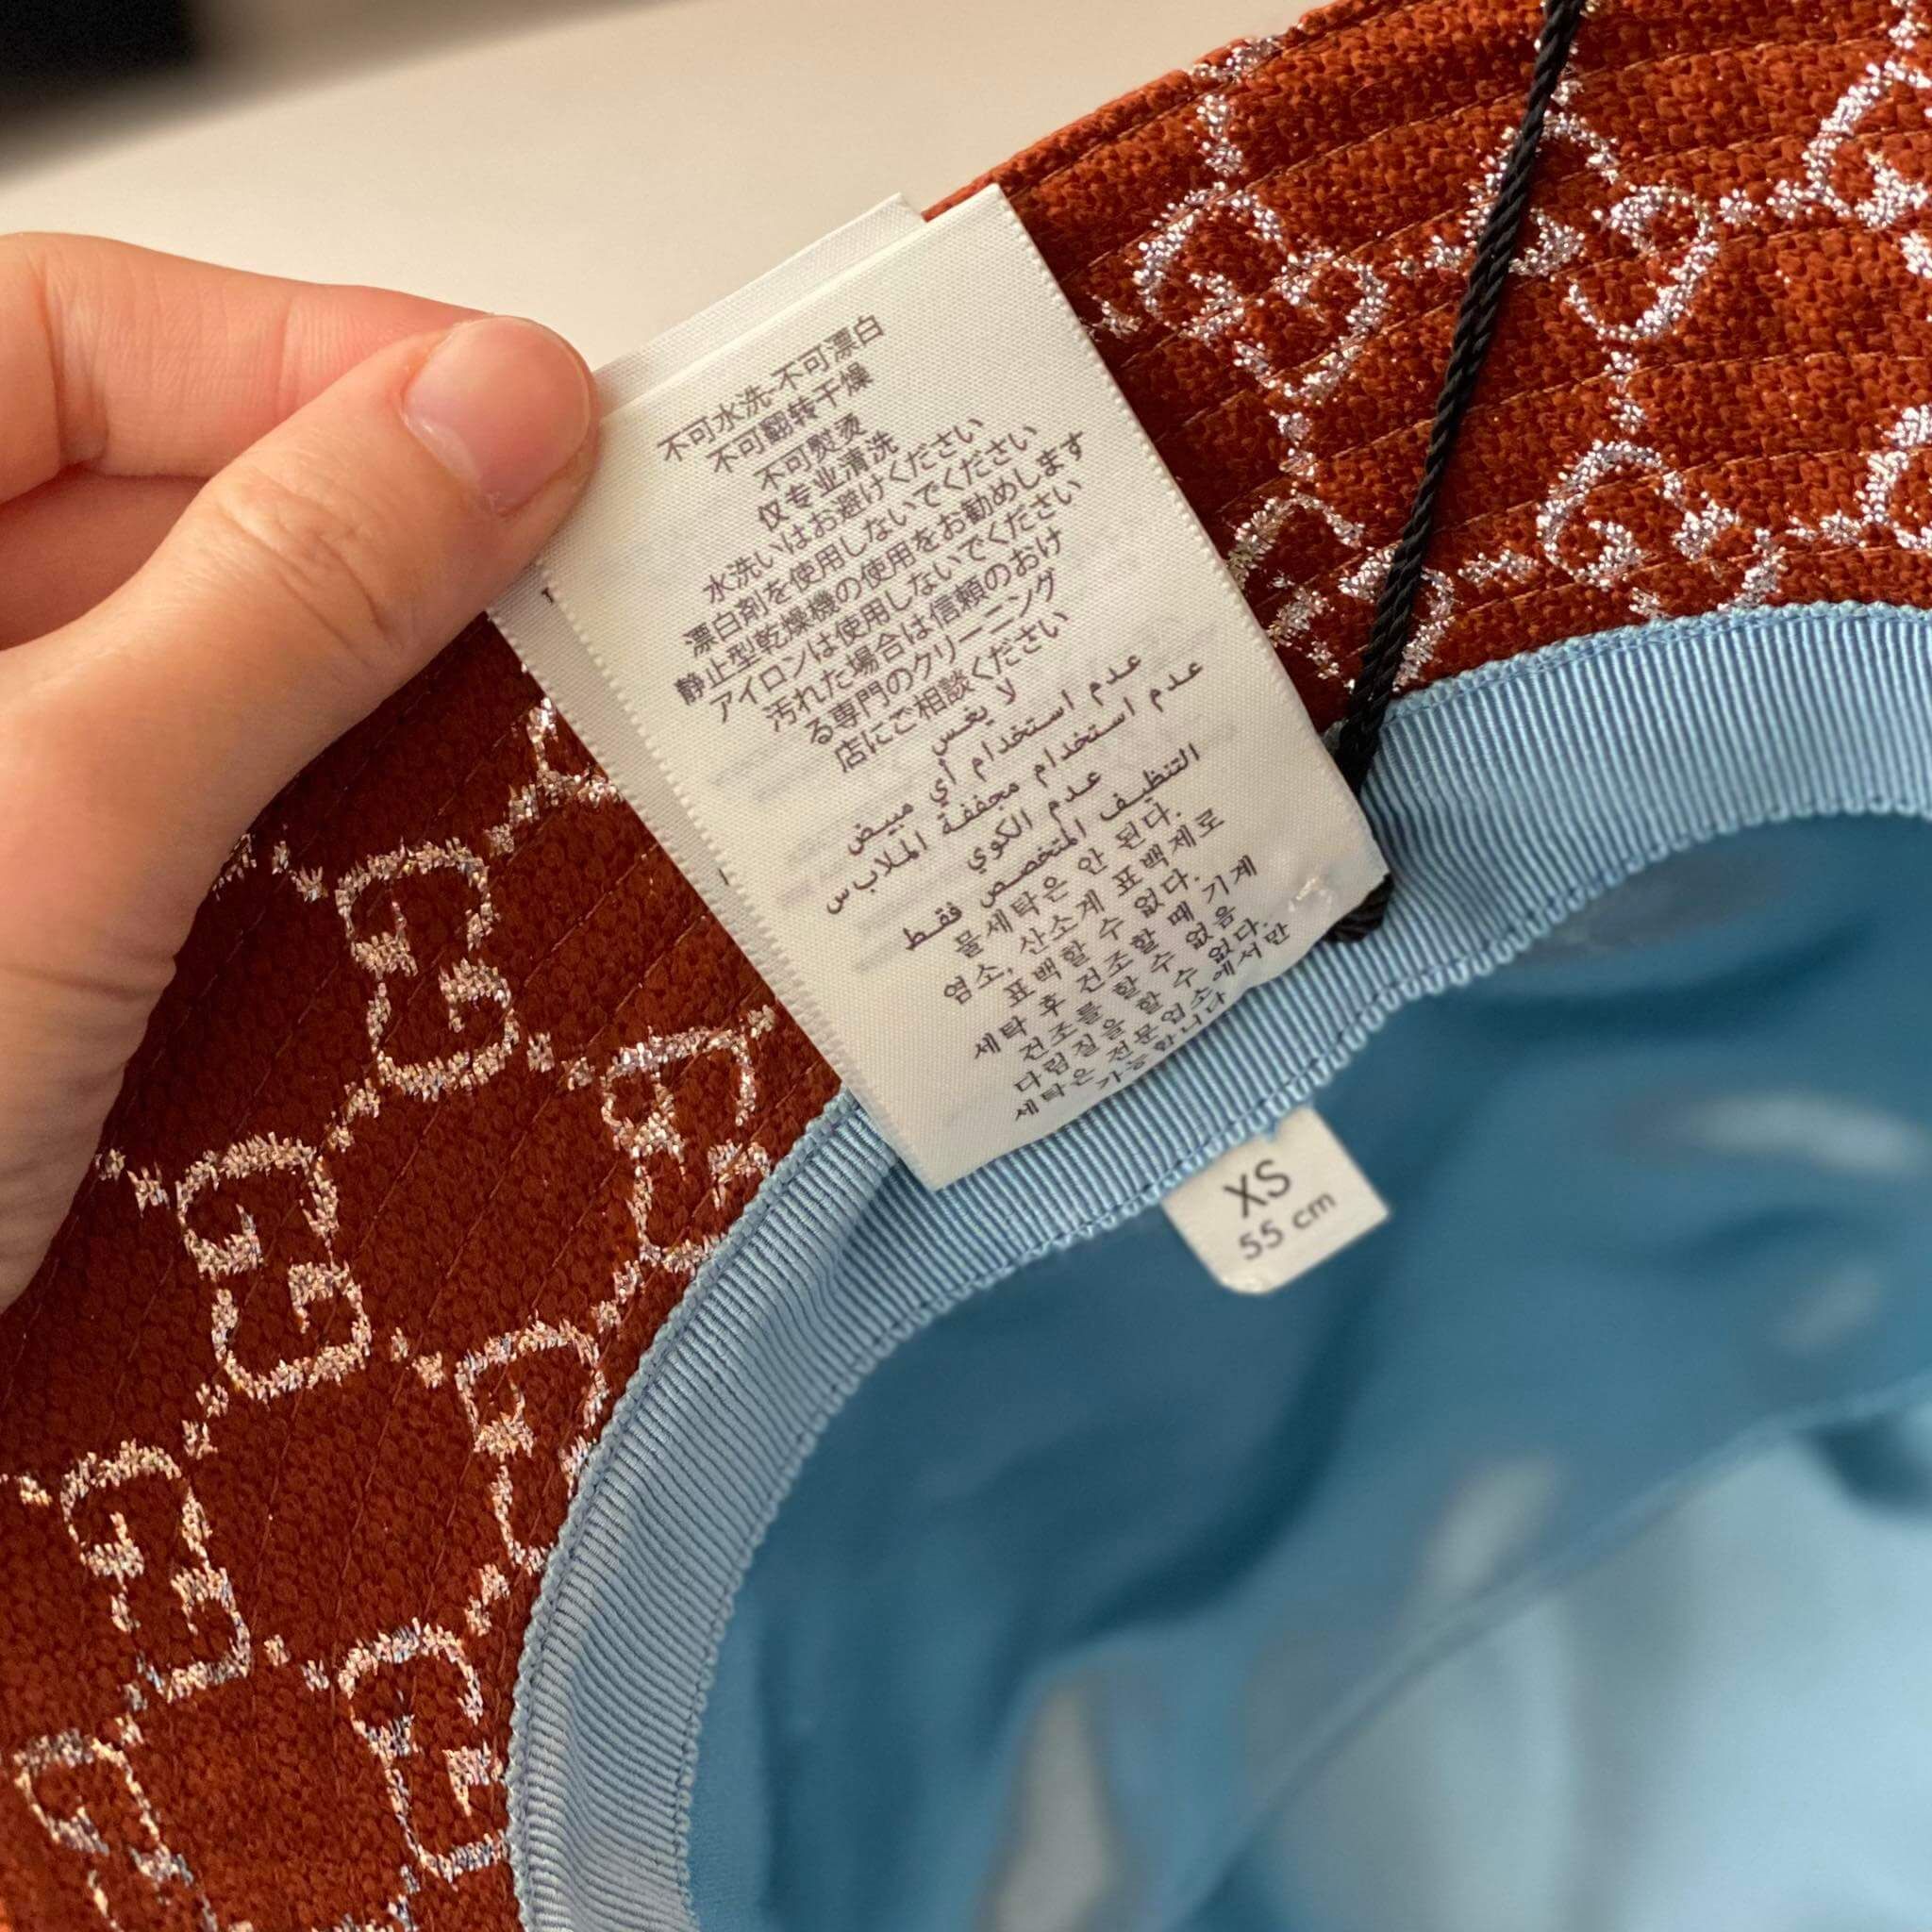 不可水洗-不可漂白
不可翻转干燥
不可熨烫
仅专业清洗
水洗いはお避けください
漂白剤を使用しないでください
静止型乾燥機の使用をお勧めします
アイロンは使用しないでください
汚れた場合は信頼のおけ
る専門のクリーニング
店にご相談ください
لا يغسل
عدم استخدام أي مبيض
عدم استخدام مجففة الملابس
عدم الكوي
التنظيف المتخصص فقط
물세탁은 안 된다.
염소, 산소계 표백제로
표백할 수 없다.
세탁 후 건조할 때 기계
건조를 할 수 없음
다림질을 할 수 없다.
세탁은 전문업소에서만
가능합니다
XS
55 cm